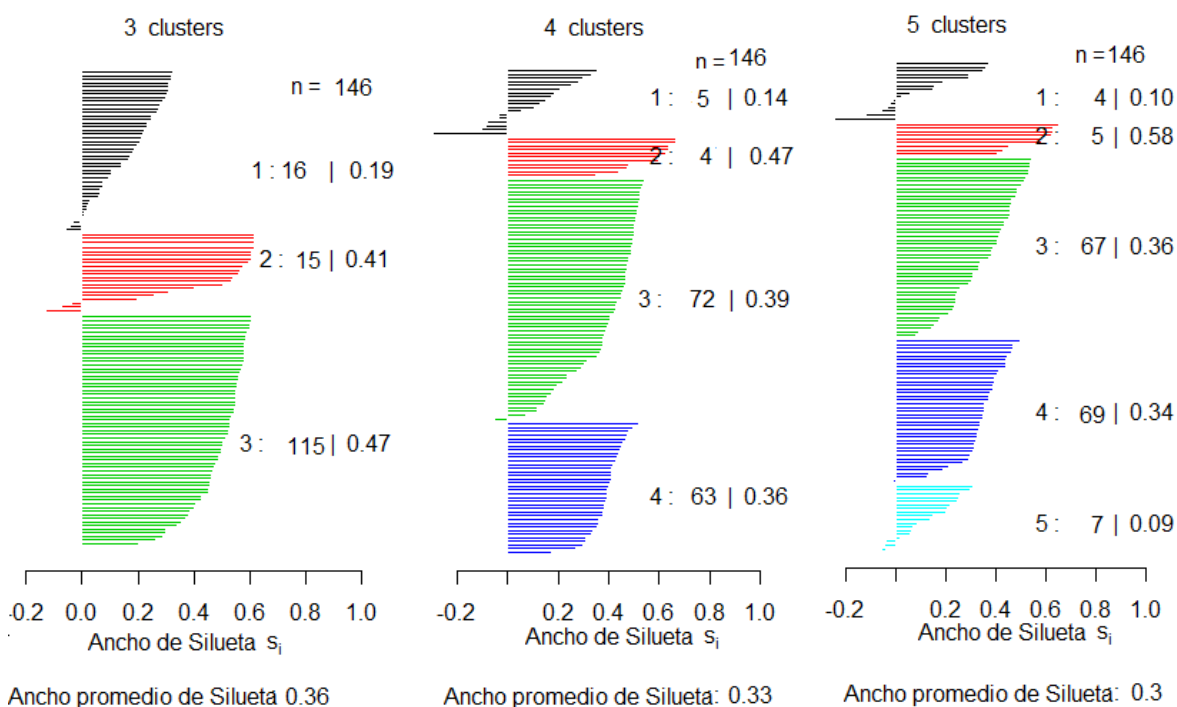 3 clusters
n = 146
1 : 16 | 0.19
2 : 15 | 0.41
3 : 115 | 0.47
-0.2 0.0 0.2 0.4 0.6 0.8 1.0
Ancho de Silueta si
Ancho promedio de Silueta: 0.36
4 clusters
n = 146
1 : 5 | 0.14
2 : 4 | 0.47
3 : 72 | 0.39
4 : 63 | 0.36
-0.2 0.2 0.4 0.6 0.8 1.0
Ancho de Silueta si
Ancho promedio de Silueta: 0.33
5 clusters
n = 146
1 : 4 | 0.10
2 : 5 | 0.58
3 : 67 | 0.36
4 : 69 | 0.34
5 : 7 | 0.09
-0.2 0.2 0.4 0.6 0.8 1.0
Ancho de Silueta si
Ancho promedio de Silueta: 0.3